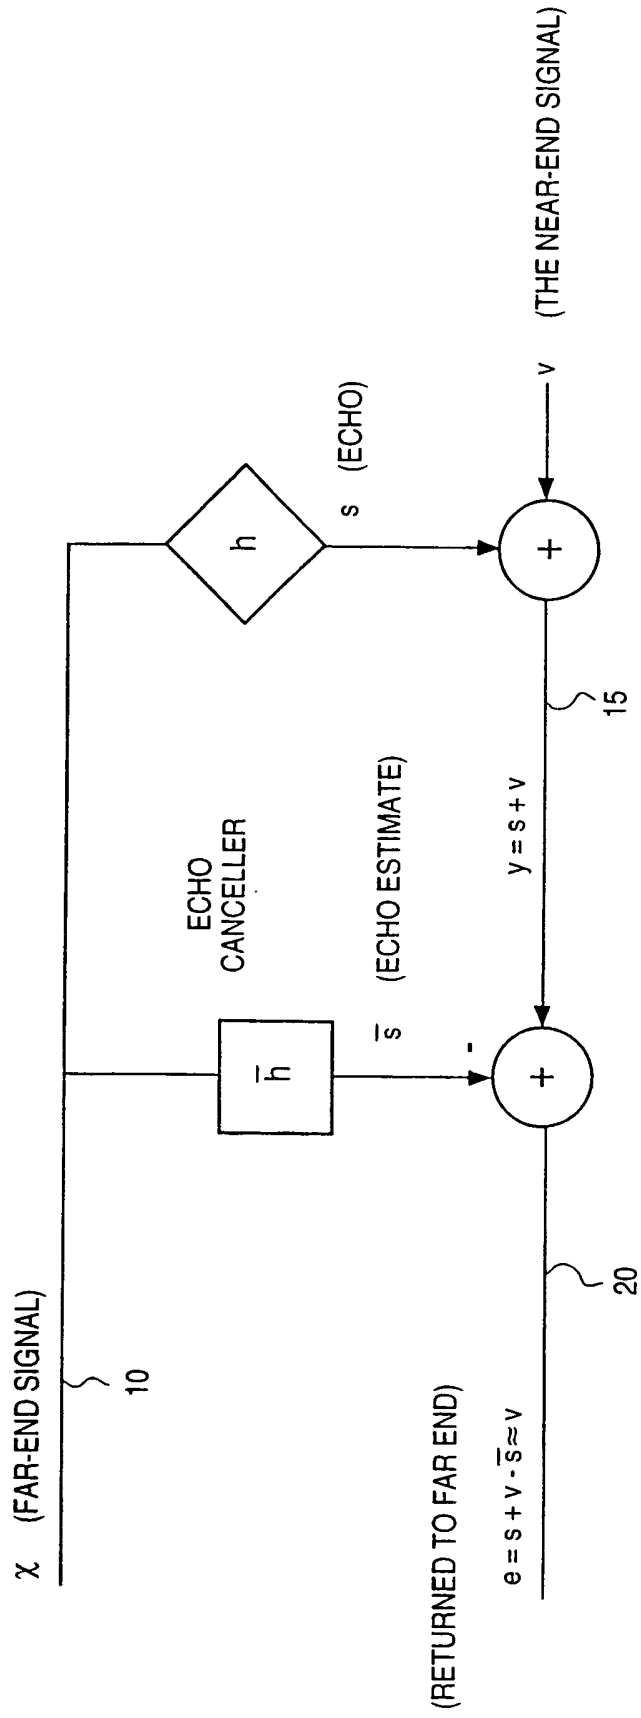 χ (FAR-END SIGNAL)
10
ECHO
CANCELLER
h̅
h
s̅ (ECHO ESTIMATE)
s (ECHO)
-
(RETURNED TO FAR END)
e = s + v - s̅ ≈ v
20
+
y = s + v
15
+
v (THE NEAR-END SIGNAL)